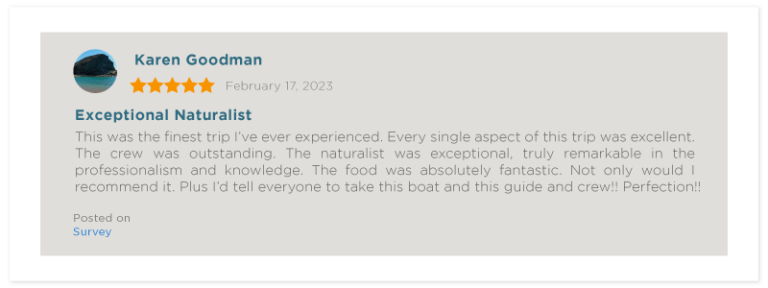 Karen Goodman
February 17, 2023
Exceptional Naturalist
This was the finest trip I've ever experienced. Every single aspect of this trip was excellent.
The crew was outstanding. The naturalist was exceptional, truly remarkable in the
professionalism and knowledge. The food was absolutely fantastic. Not only would I
recommend it. Plus I'd tell everyone to take this boat and this guide and crew!! Perfection!!
Posted on
Survey